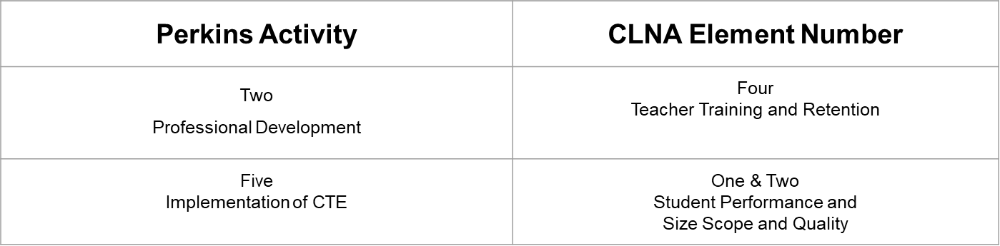 Perkins Activity
CLNA Element Number
Two
Professional Development
Four
Teacher Training and Retention
Five
Implementation of CTE
One & Two
Student Performance and
Size Scope and Quality